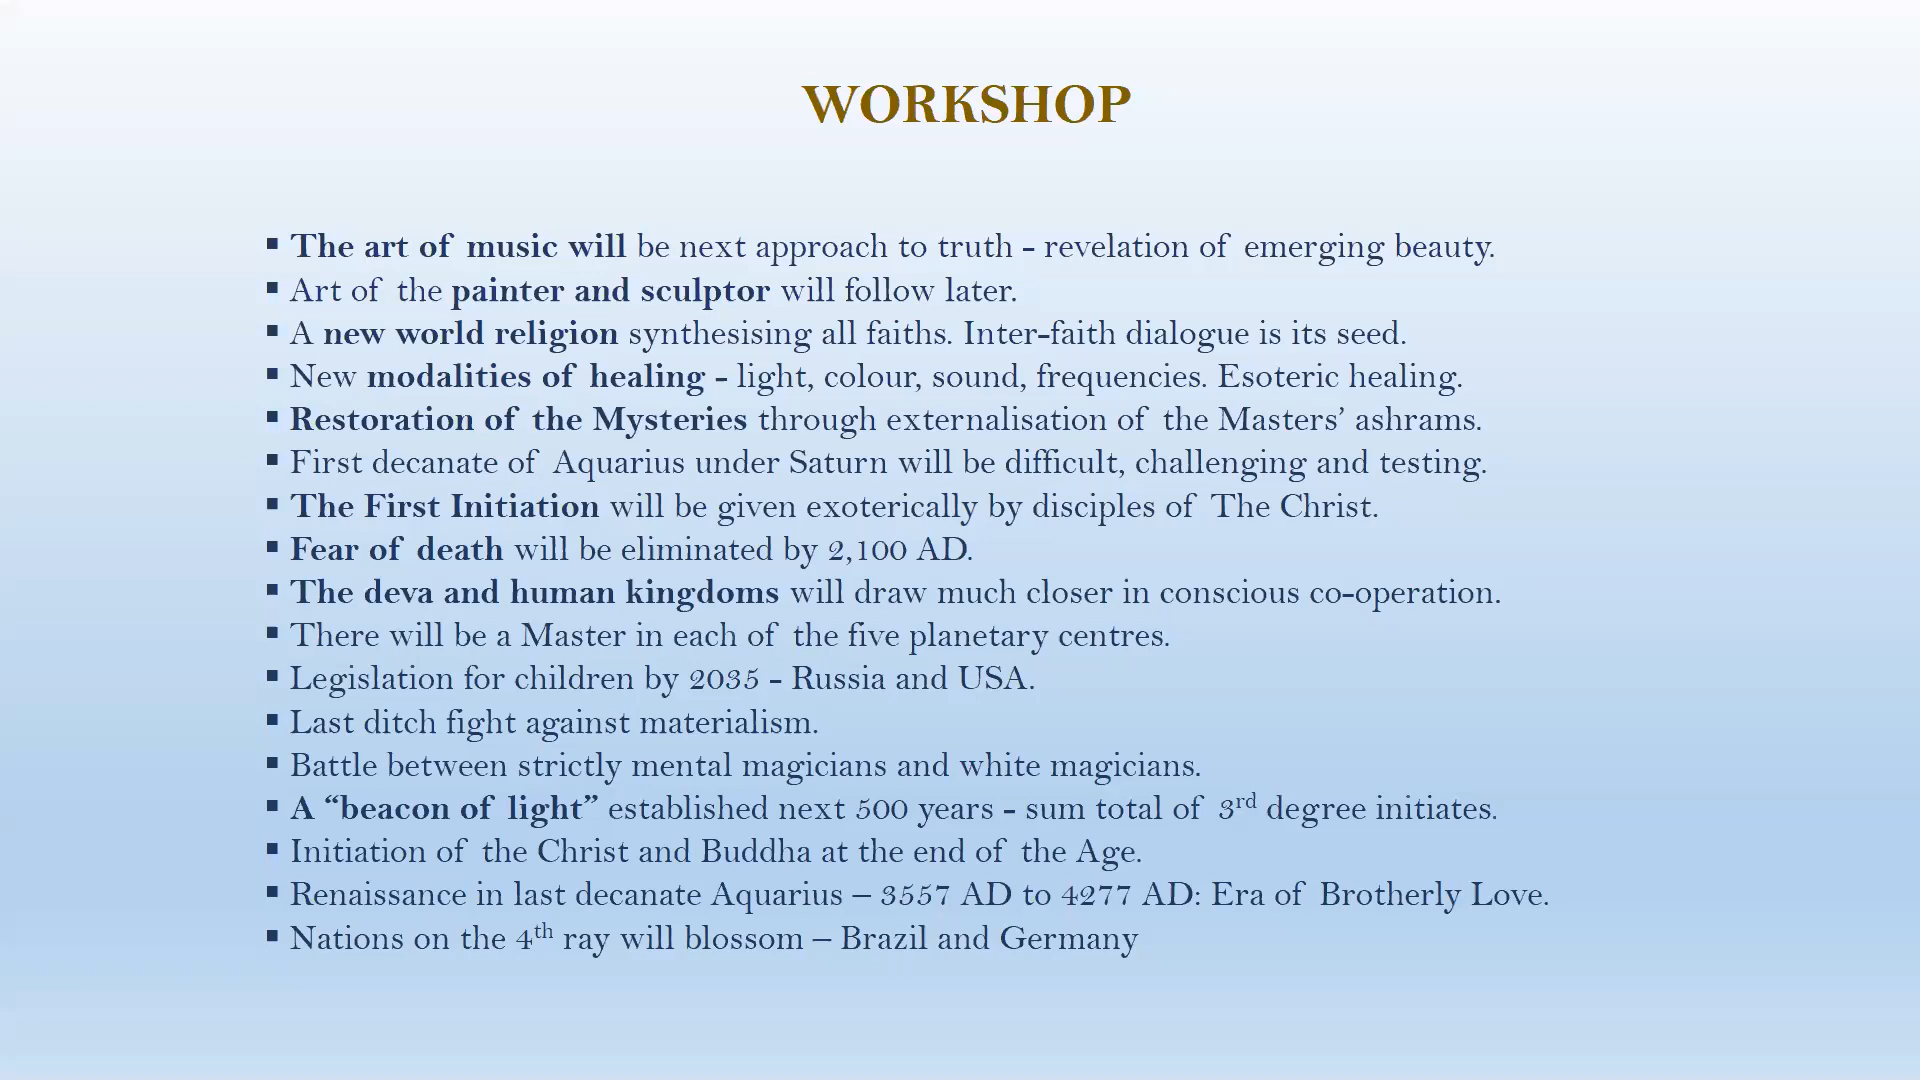 WORKSHOP
▪ The art of music will be next approach to truth - revelation of emerging beauty.
▪ Art of the painter and sculptor will follow later.
▪ A new world religion synthesising all faiths. Inter-faith dialogue is its seed.
▪ New modalities of healing - light, colour, sound, frequencies. Esoteric healing.
▪ Restoration of the Mysteries through externalisation of the Masters’ ashrams.
▪ First decanate of Aquarius under Saturn will be difficult, challenging and testing.
▪ The First Initiation will be given exoterically by disciples of The Christ.
▪ Fear of death will be eliminated by 2,100 AD.
▪ The deva and human kingdoms will draw much closer in conscious co-operation.
▪ There will be a Master in each of the five planetary centres.
▪ Legislation for children by 2035 - Russia and USA.
▪ Last ditch fight against materialism.
▪ Battle between strictly mental magicians and white magicians.
▪ A “beacon of light” established next 500 years - sum total of 3rd degree initiates.
▪ Initiation of the Christ and Buddha at the end of the Age.
▪ Renaissance in last decanate Aquarius – 3557 AD to 4277 AD: Era of Brotherly Love.
▪ Nations on the 4th ray will blossom – Brazil and Germany